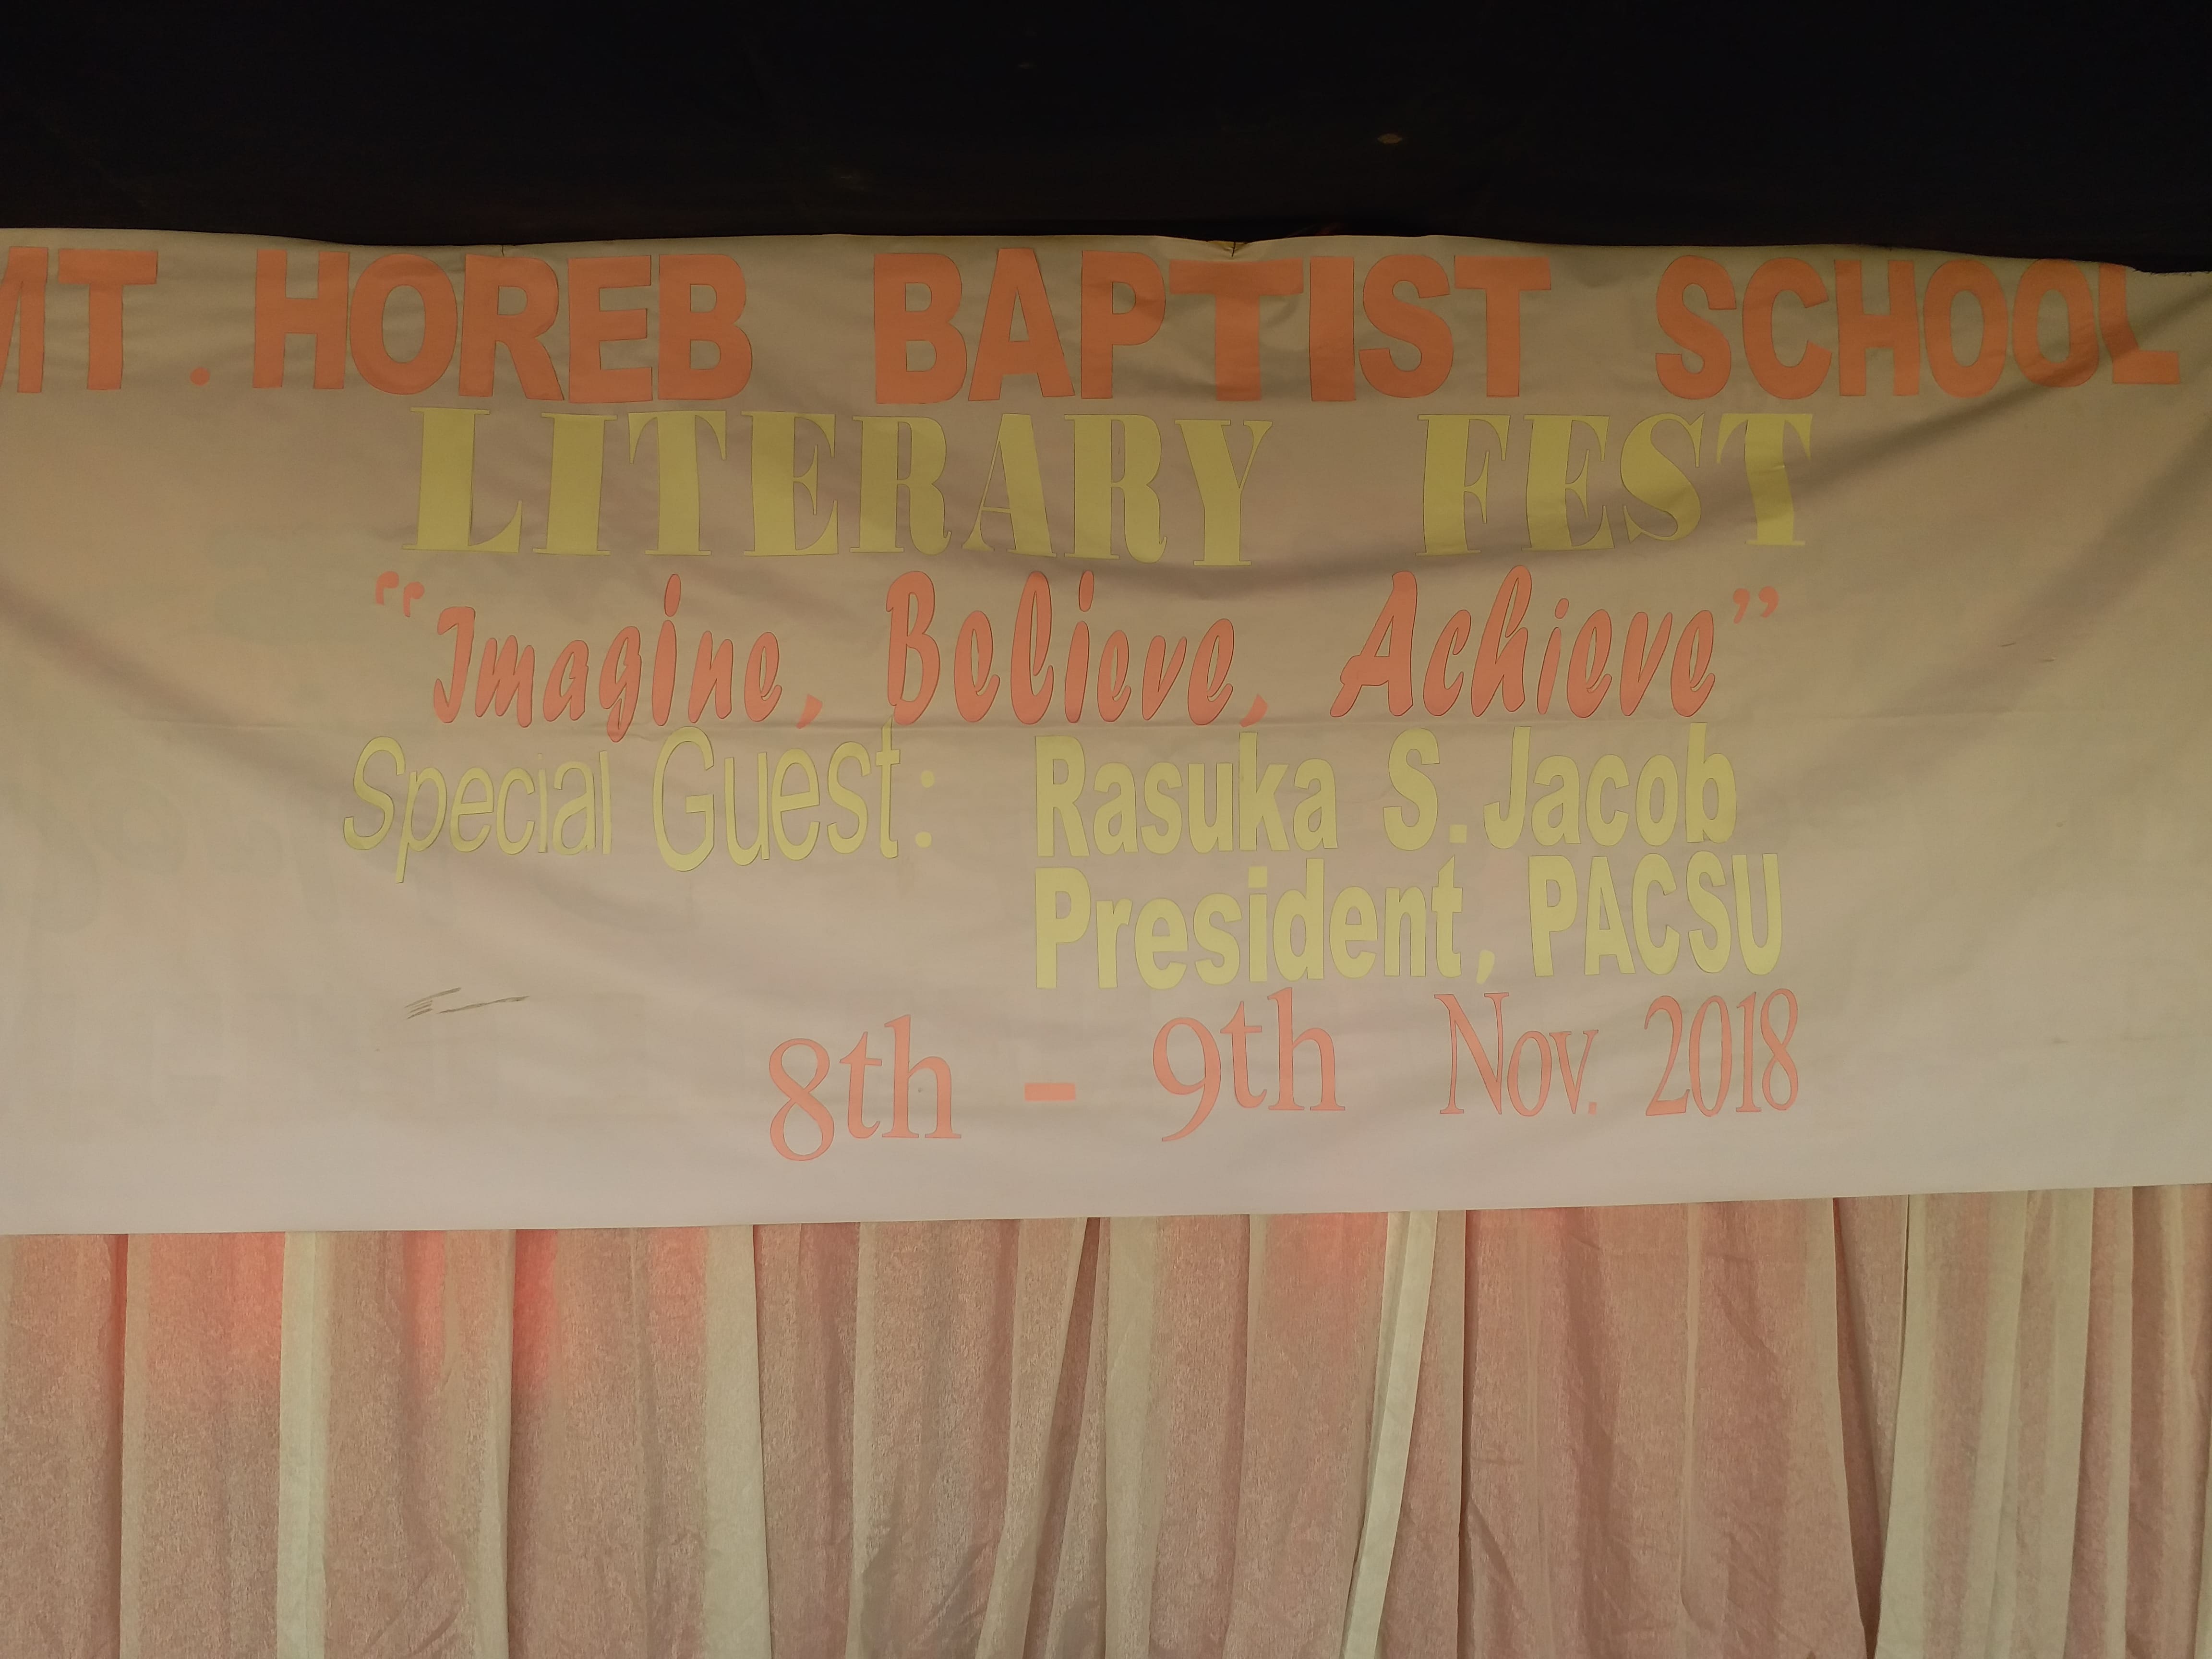 MT. HOREB BAPTIST SCHOOL
LITERARY FEST
“Imagine, Believe, Achieve”
Special Guest: Rasuka S. Jacob
President, PACSU
8th - 9th Nov. 2018